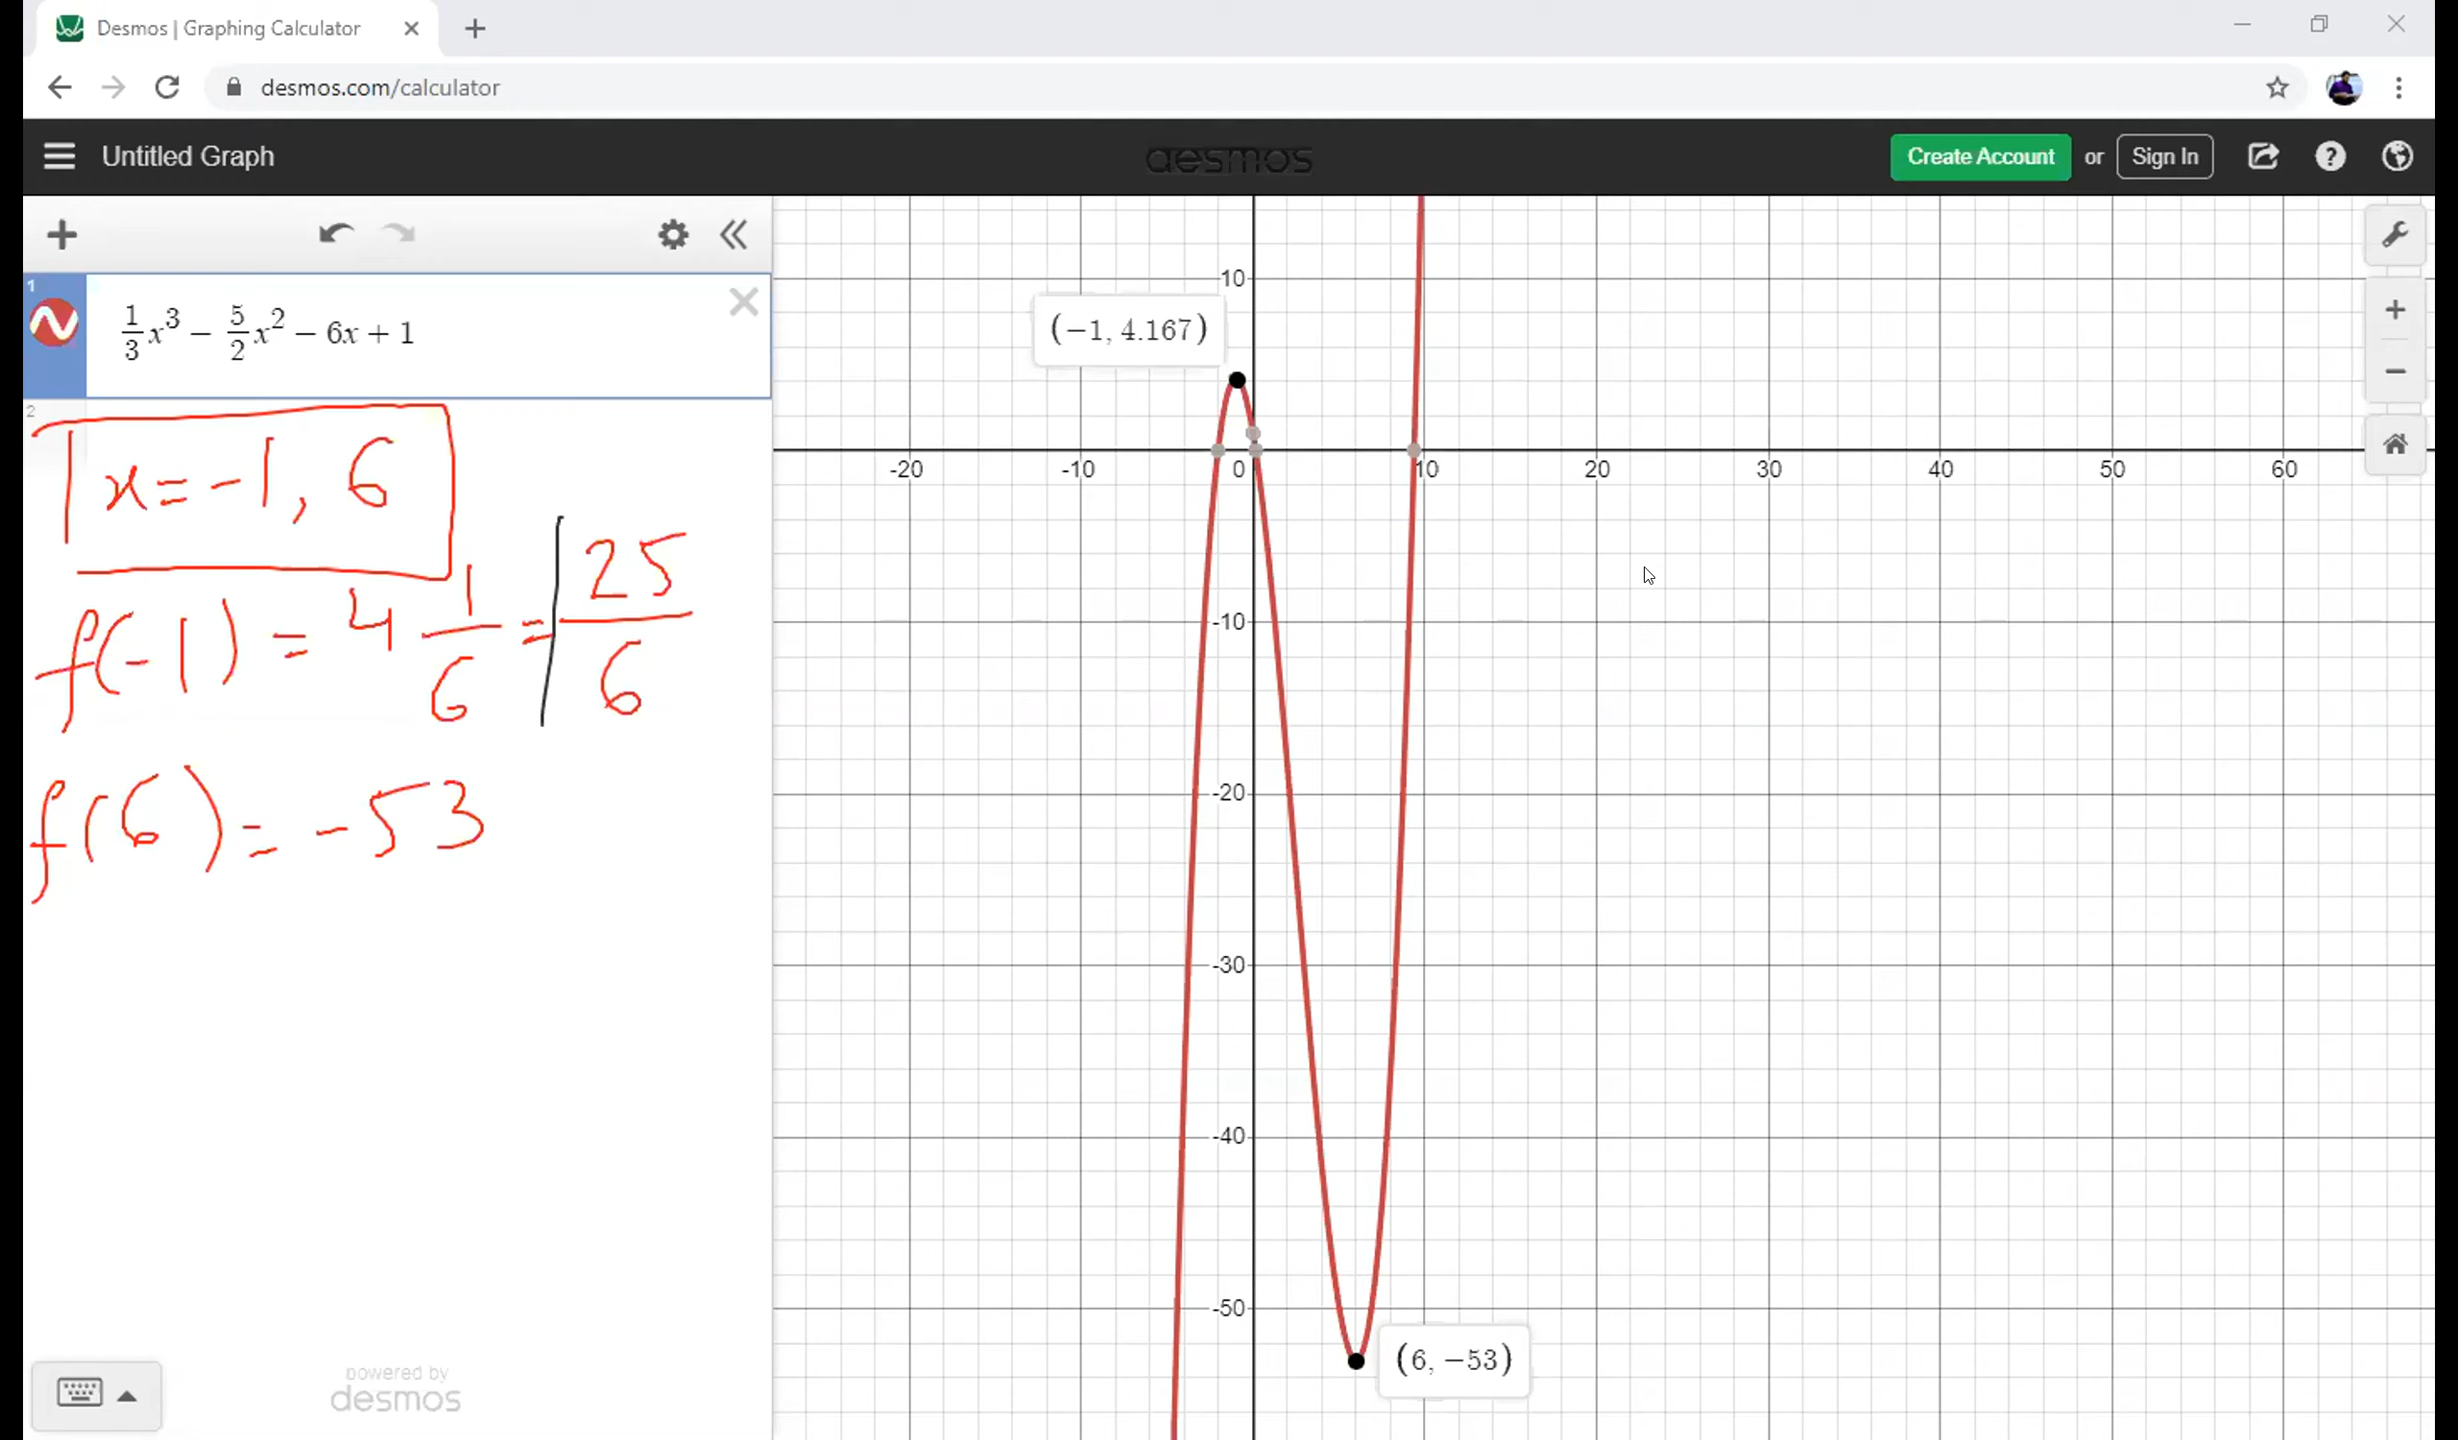 Desmos | Graphing Calculator
desmos.com/calculator
Untitled Graph
desmos
Create Account or Sign In
1
1/3 x^3 − 5/2 x^2 − 6x + 1
2
x = -1, 6
f(-1) = 4 1/6 = 25/6
f(6) = -53
(−1, 4.167)
10
-20 -10 0 10 20 30 40 50 60
-10
-20
-30
-40
-50
(6, −53)
powered by
desmos